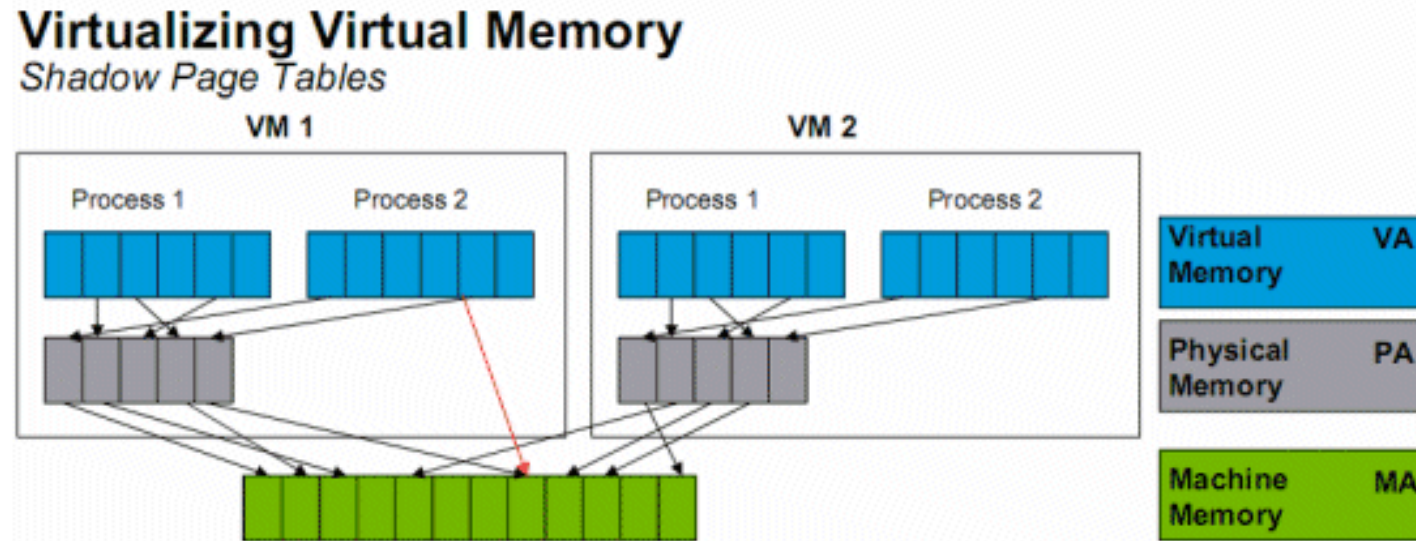 Virtualizing Virtual Memory
Shadow Page Tables
VM 1
VM 2
Process 1
Process 2
Process 1
Process 2
Virtual Memory VA
Physical Memory PA
Machine Memory MA